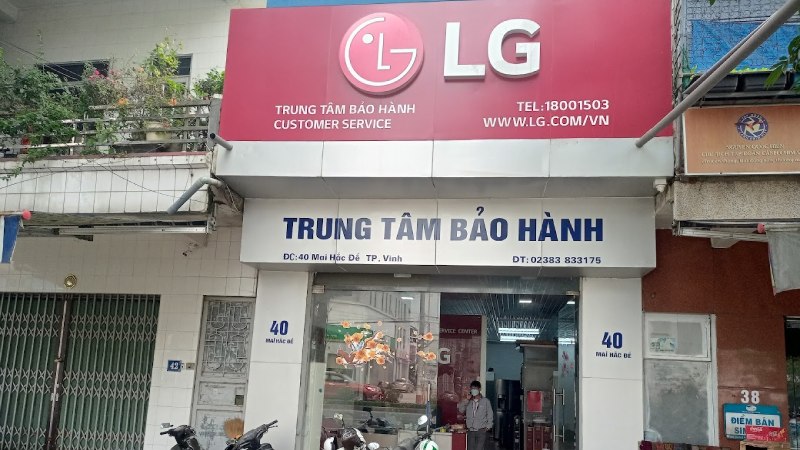 LG
TRUNG TÂM BẢO HÀNH
CUSTOMER SERVICE
TEL:18001503
WWW.LG.COM/VN
TRUNG TÂM BẢO HÀNH
ĐC:40 Mai Hắc Đế TP. Vinh
ĐT: 02383 833175
40
MAI HẮC ĐẾ
40
MAI HẮC ĐẾ
SERVICE CENTER
G
42
38
ĐIỂM BÁN